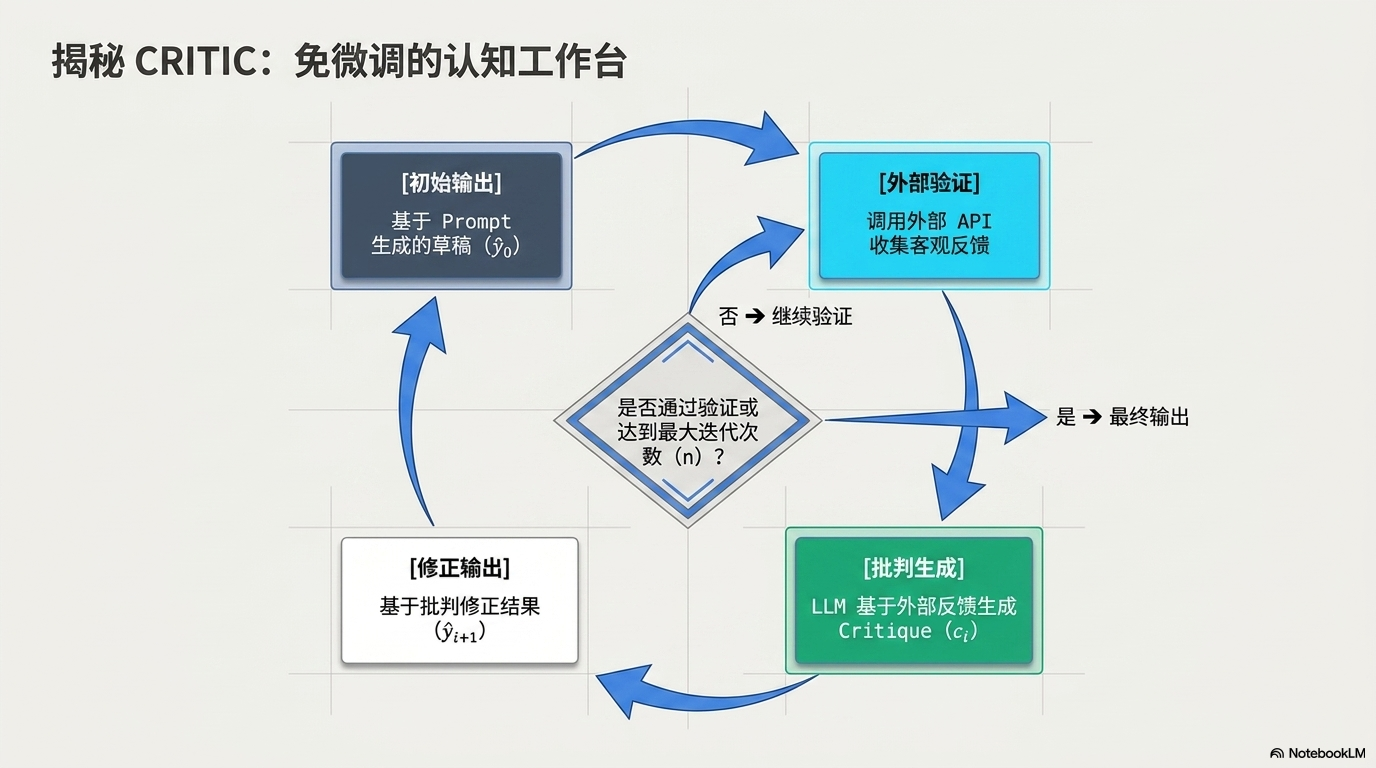 揭秘 CRITIC：免微调的认知工作台
[初始输出]
基于 Prompt
生成的草稿（ŷ₀）
[外部验证]
调用外部 API
收集客观反馈
否 ➔ 继续验证
是否通过验证或
达到最大迭代次
数（n）？
是 ➔ 最终输出
[修正输出]
基于批判修正结果
（ŷᵢ₊₁）
[批判生成]
LLM 基于外部反馈生成
Critique（cᵢ）
NotebookLM